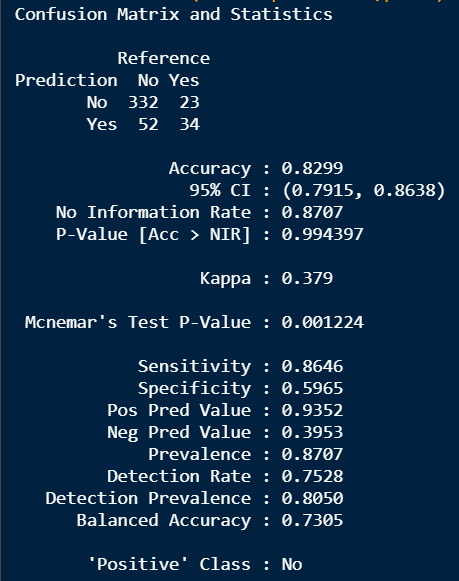 Confusion Matrix and Statistics
Reference
Prediction No Yes
No 332 23
Yes 52 34
Accuracy : 0.8299
95% CI : (0.7915, 0.8638)
No Information Rate : 0.8707
P-Value [Acc > NIR] : 0.994397
Kappa : 0.379
Mcnemar's Test P-Value : 0.001224
Sensitivity : 0.8646
Specificity : 0.5965
Pos Pred Value : 0.9352
Neg Pred Value : 0.3953
Prevalence : 0.8707
Detection Rate : 0.7528
Detection Prevalence : 0.8050
Balanced Accuracy : 0.7305
'Positive' Class : No